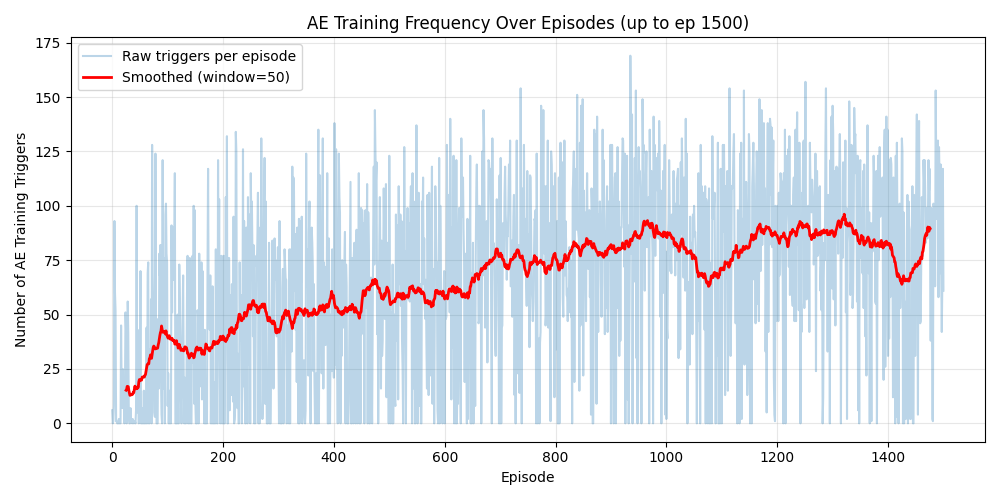 AE Training Frequency Over Episodes (up to ep 1500)
Raw triggers per episode
Smoothed (window=50)
Number of AE Training Triggers
175
150
125
100
75
50
25
0
0 200 400 600 800 1000 1200 1400
Episode